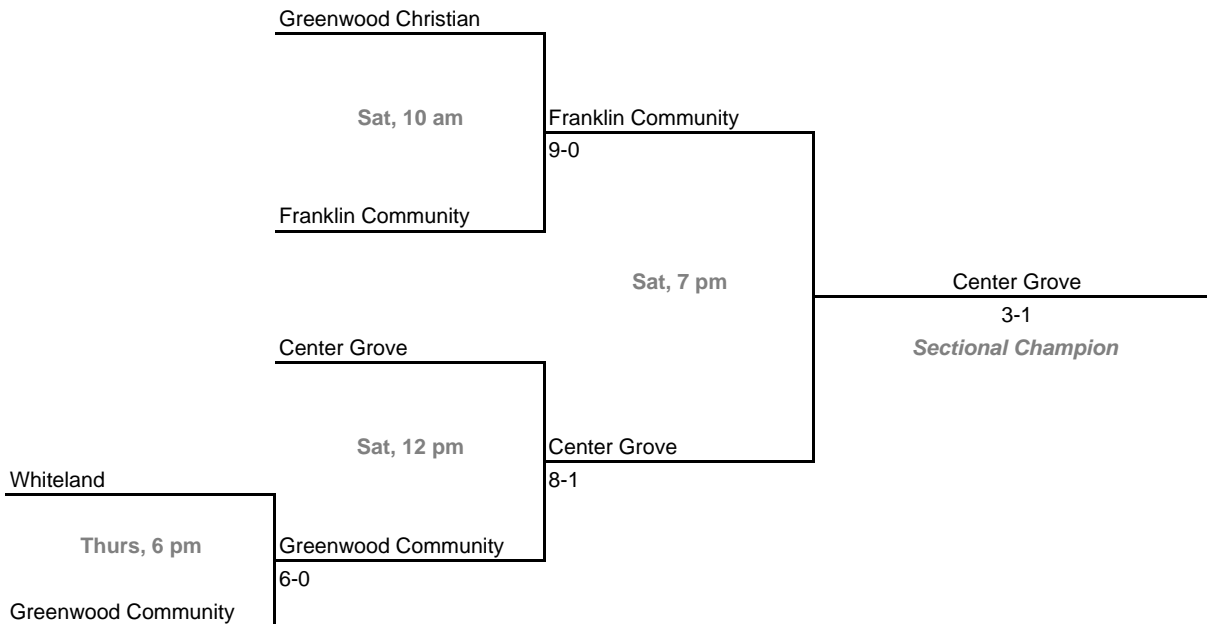 Greenwood Christian
Sat, 10 am
Franklin Community
9-0
Franklin Community
Sat, 7 pm
Center Grove
3-1
Sectional Champion
Center Grove
Sat, 12 pm
Center Grove
8-1
Whiteland
Thurs, 6 pm
Greenwood Community
6-0
Greenwood Community